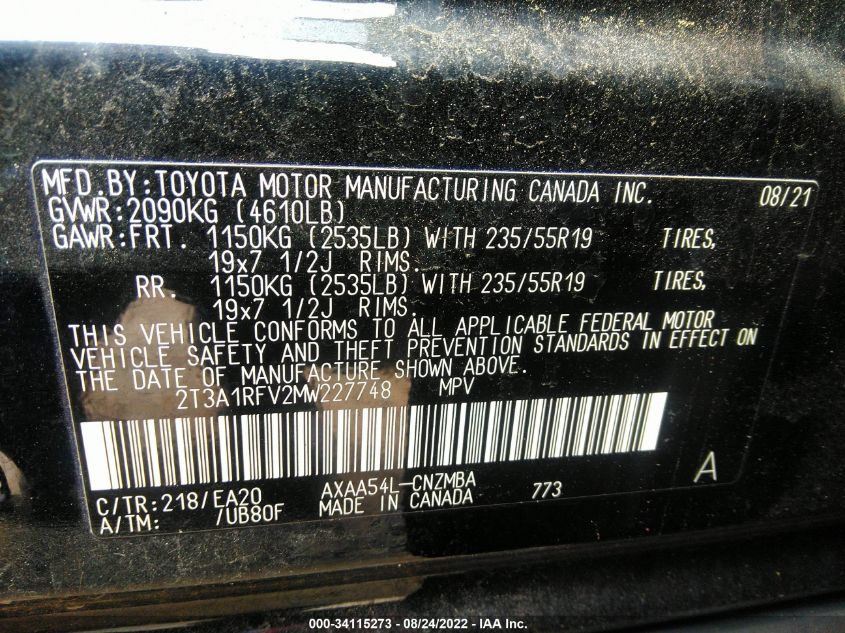 MFD.BY:TOYOTA MOTOR MANUFACTURING CANADA INC. 08/21
GVWR:2090KG (4610LB)
GAWR:FRT. 1150KG (2535LB) WITH 235/55R19 TIRES,
19x7 1/2J RIMS.
RR. 1150KG (2535LB) WITH 235/55R19 TIRES,
19x7 1/2J RIMS.
THIS VEHICLE CONFORMS TO ALL APPLICABLE FEDERAL MOTOR
VEHICLE SAFETY AND THEFT PREVENTION STANDARDS IN EFFECT ON
THE DATE OF MANUFACTURE SHOWN ABOVE.
2T3A1RFV2MW227748 MPV
A
C/TR:218/EA20 AXAA54L-CNZMBA 773
A/TM: /UB80F MADE IN CANADA
000-34115273 - 08/24/2022 - IAA Inc.